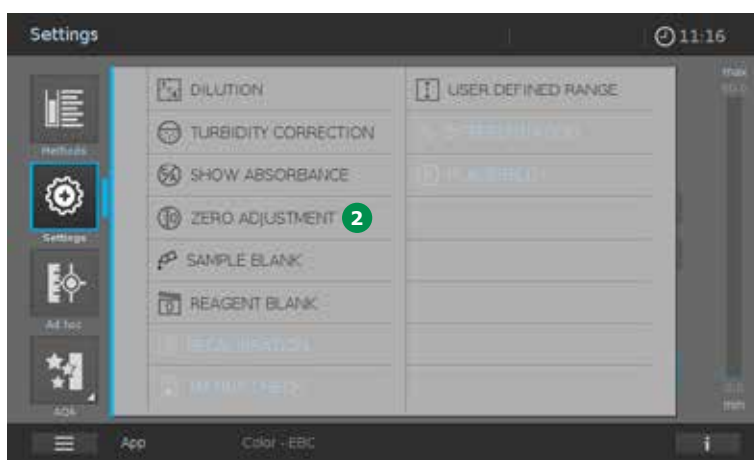 Settings
11:16
DILUTION
TURBIDITY CORRECTION
SHOW ABSORBANCE
ZERO ADJUSTMENT 2
SAMPLE BLANK
REAGENT BLANK
RECALIBRATION
USER DEFINED RANGE
Methods
Settings
Ad hoc
AQA
max
min
App
Color - EBC
i